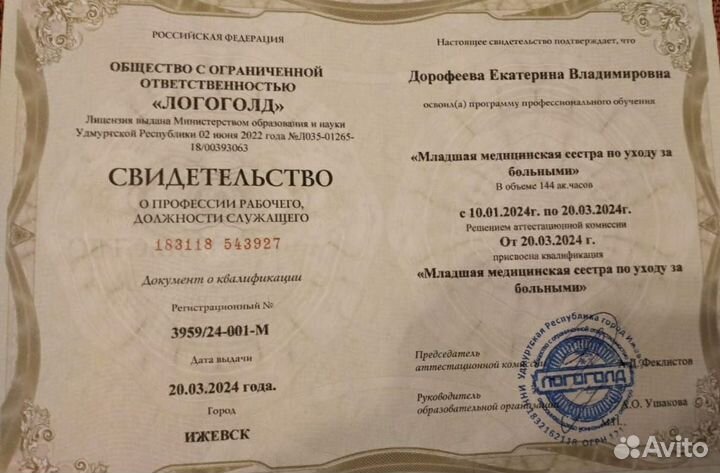 РОССИЙСКАЯ ФЕДЕРАЦИЯ
ОБЩЕСТВО С ОГРАНИЧЕННОЙ
ОТВЕТСТВЕННОСТЬЮ
«ЛОГОГОЛД»
Лицензия выдана Министерством образования и науки
Удмуртской Республики 02 июня 2022 года №Л035-01265-
18/00393063
СВИДЕТЕЛЬСТВО
О ПРОФЕССИИ РАБОЧЕГО,
ДОЛЖНОСТИ СЛУЖАЩЕГО
183118 543927
Документ о квалификации
Регистрационный №
3959/24-001-М
Дата выдачи
20.03.2024 года.
Город
ИЖЕВСК
Настоящее свидетельство подтверждает, что
Дорофеева Екатерина Владимировна
освоил(а) программу профессионального обучения
«Младшая медицинская сестра по уходу за
больными»
В объеме 144 ак.часов
с 10.01.2024г. по 20.03.2024г.
Решением аттестационной комиссии
От 20.03.2024 г.
присвоена квалификация
«Младшая медицинская сестра по уходу за
больными»
Председатель
аттестационной комиссии
Феклистов
Руководитель
образовательной организации
Ушакова
М.П.
Удмуртская Республика город
ЛОГОГОЛД
Avito